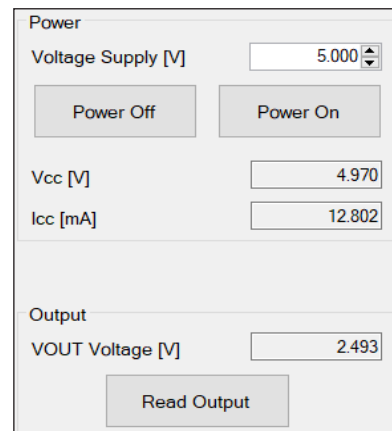 Power
Voltage Supply [V] 5.000
Power Off Power On
Vcc [V] 4.970
Icc [mA] 12.802
Output
VOUT Voltage [V] 2.493
Read Output